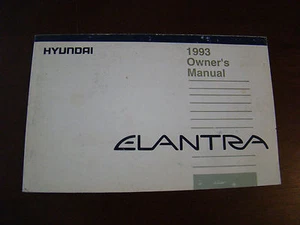 HYUNDAI
1993
Owner's
Manual
ELANTRA